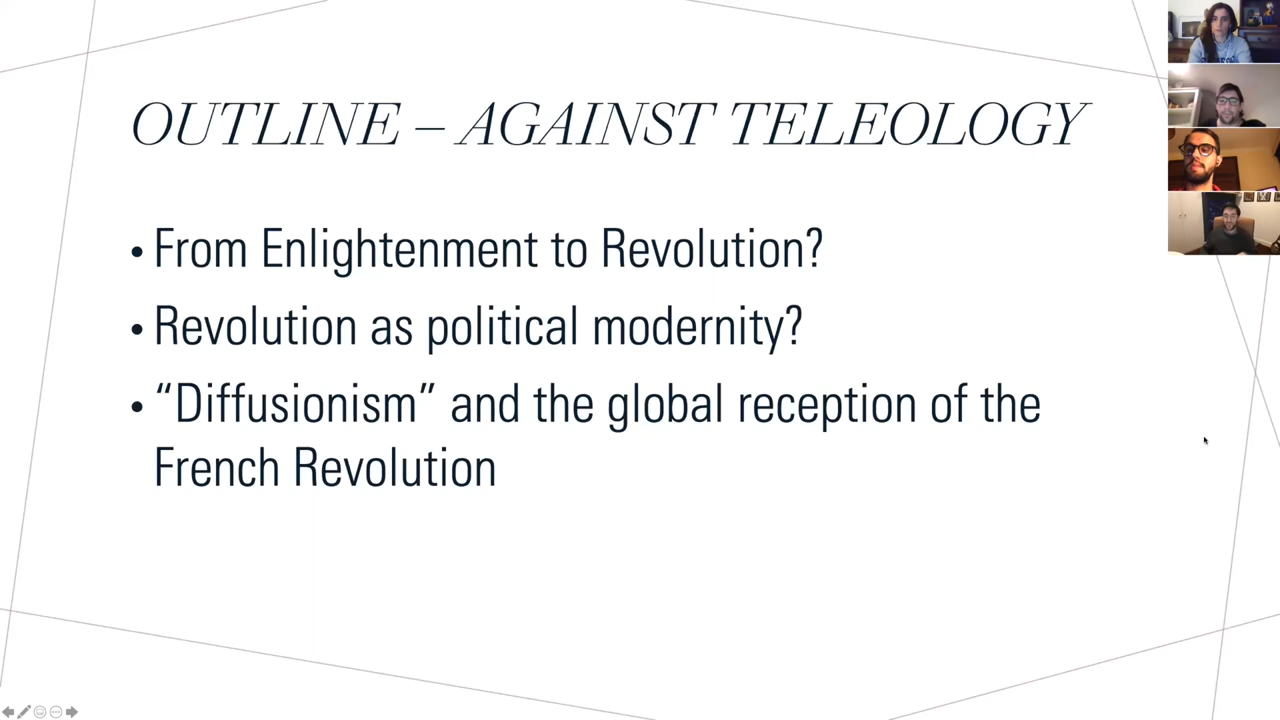 OUTLINE – AGAINST TELEOLOGY
• From Enlightenment to Revolution?
• Revolution as political modernity?
• “Diffusionism” and the global reception of the
French Revolution